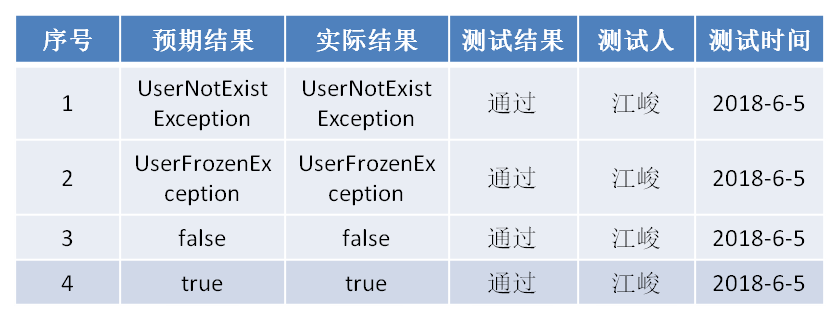 序号 预期结果 实际结果 测试结果 测试人 测试时间
1 UserNotExist
Exception UserNotExist
Exception 通过 江峻 2018-6-5
2 UserFrozenEx
ception UserFrozenEx
ception 通过 江峻 2018-6-5
3 false false 通过 江峻 2018-6-5
4 true true 通过 江峻 2018-6-5